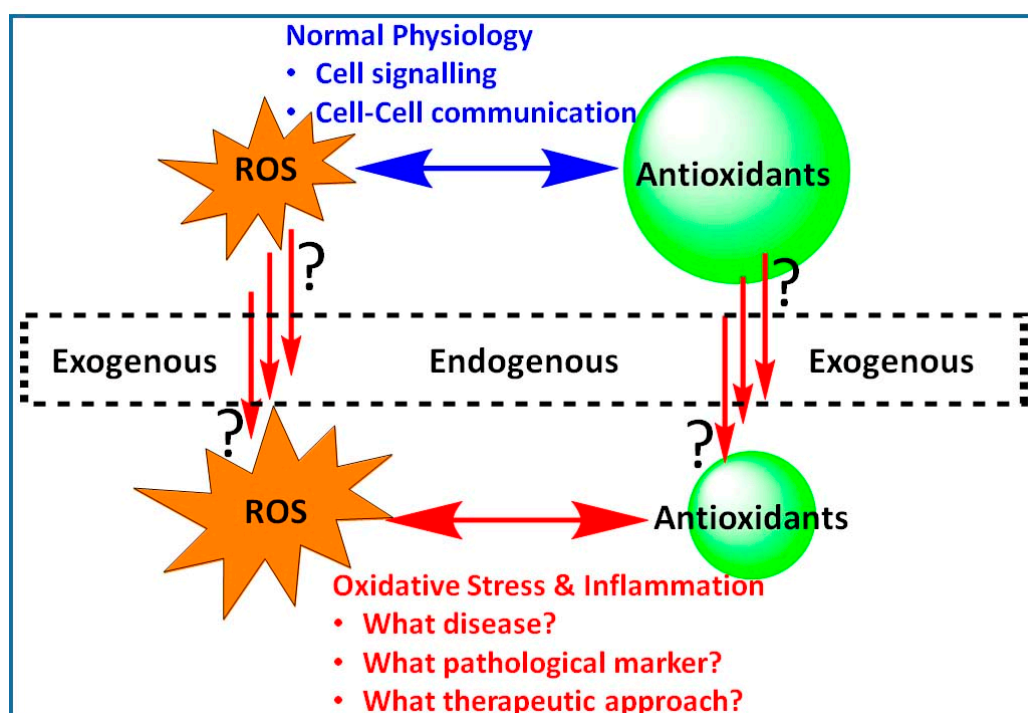 Normal Physiology
• Cell signalling
• Cell-Cell communication
ROS
Antioxidants
?
?
Exogenous
Endogenous
Exogenous
?
?
ROS
Antioxidants
Oxidative Stress & Inflammation
• What disease?
• What pathological marker?
• What therapeutic approach?